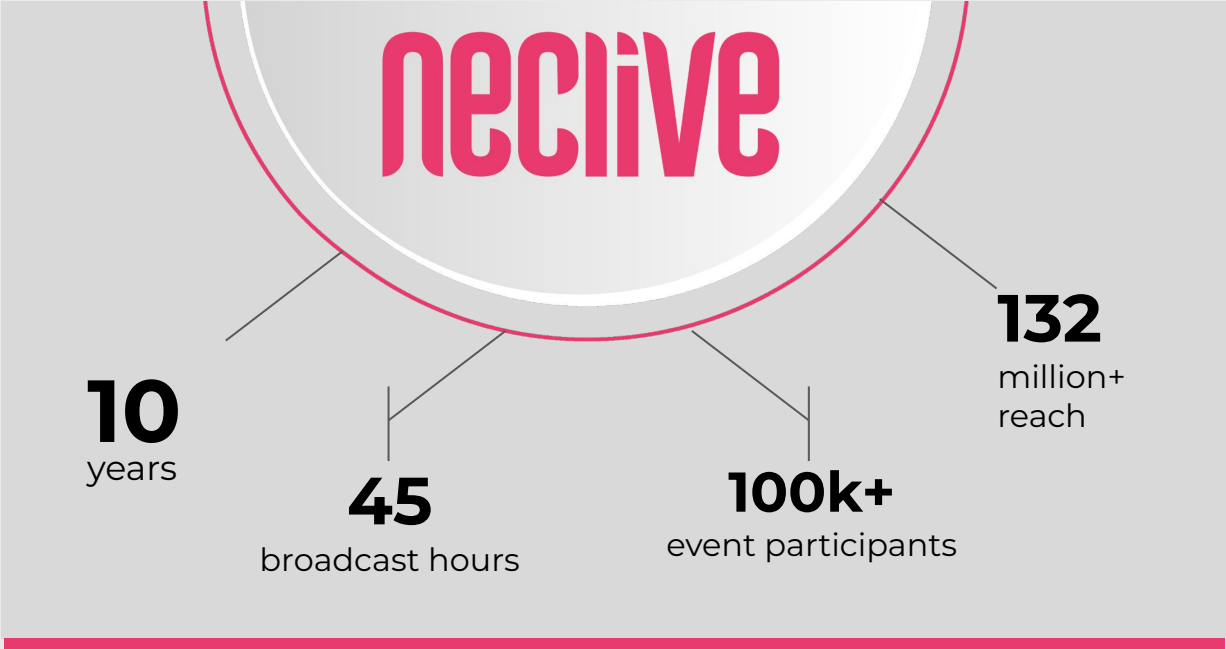 neclive
10
years
45
broadcast hours
100k+
event participants
132
million+
reach